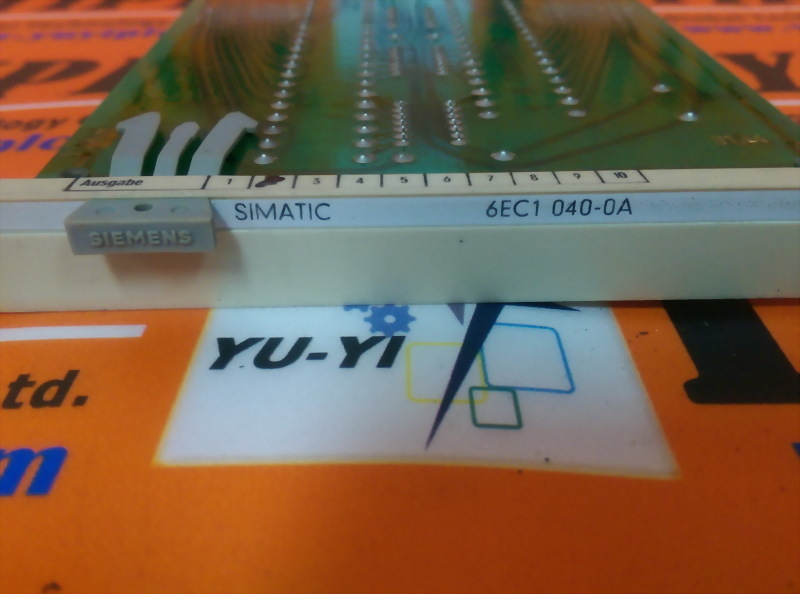 Ausgabe 1 3 4 5 6 7 8 9 10
SIMATIC 6EC1 040-0A
SIEMENS
YU-YI
td.
m